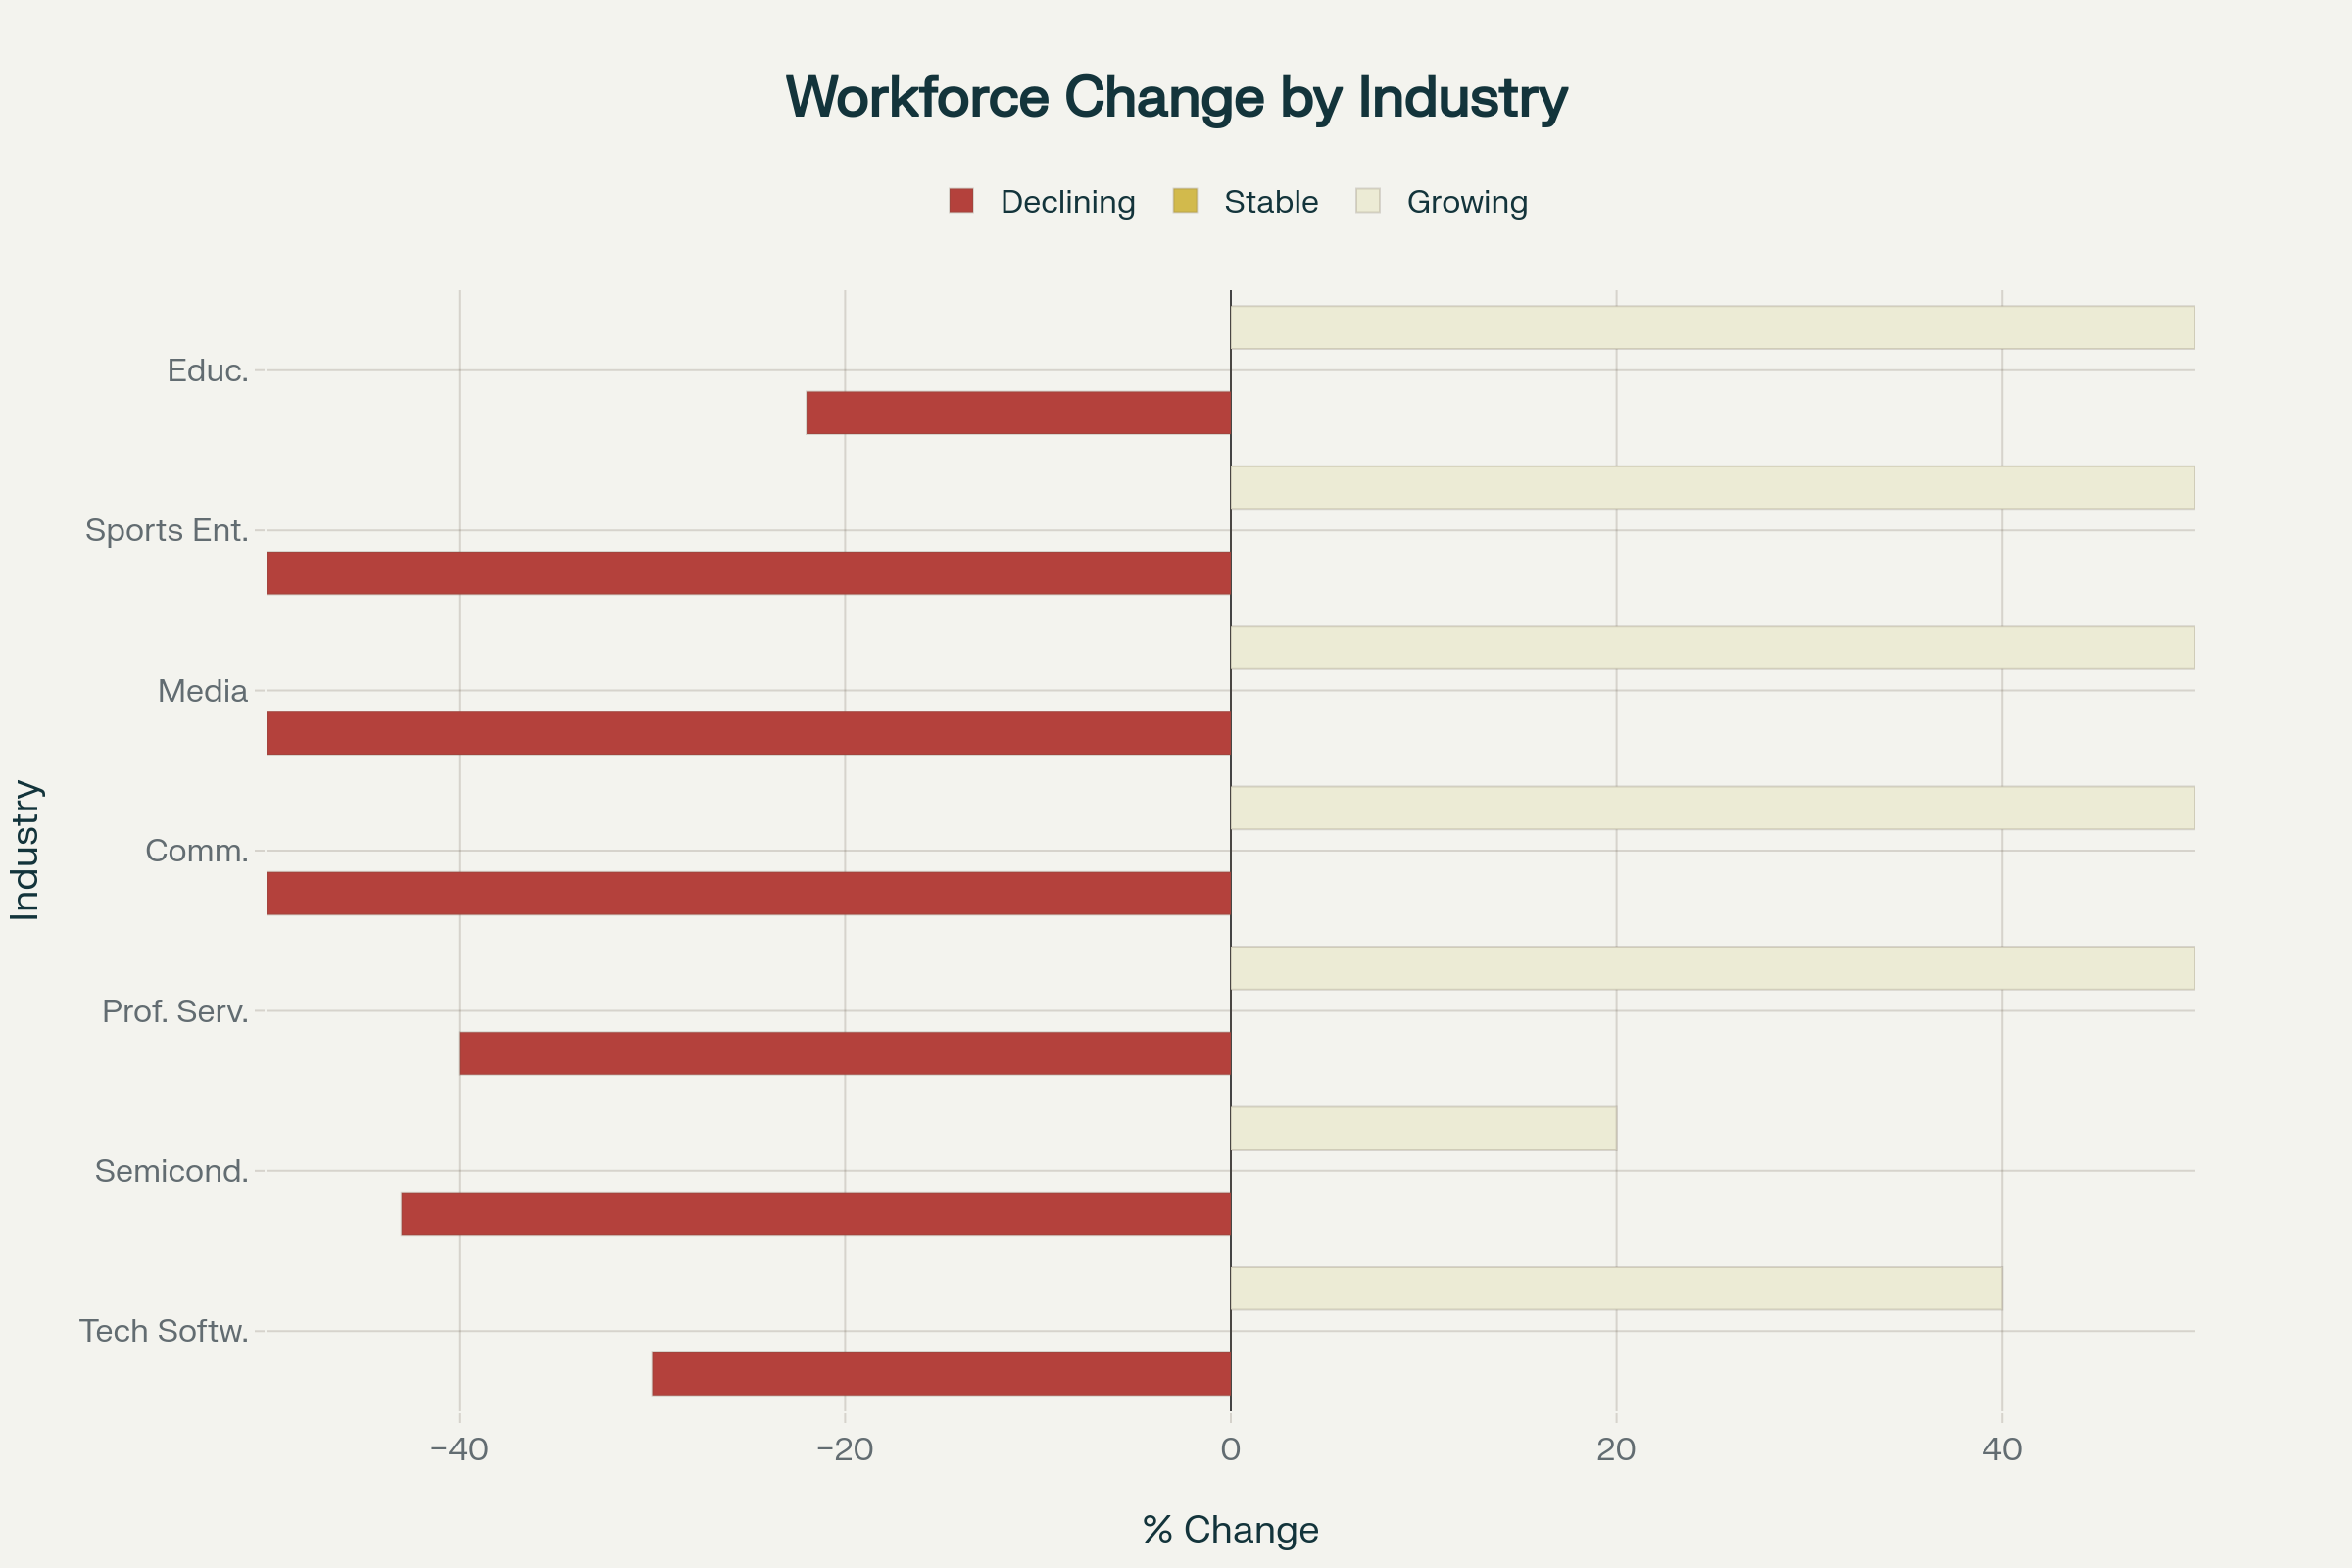 Workforce Change by Industry
Declining Stable Growing
Educ.
Sports Ent.
Media
Comm.
Prof. Serv.
Semicond.
Tech Softw.
Industry
−40 −20 0 20 40
% Change